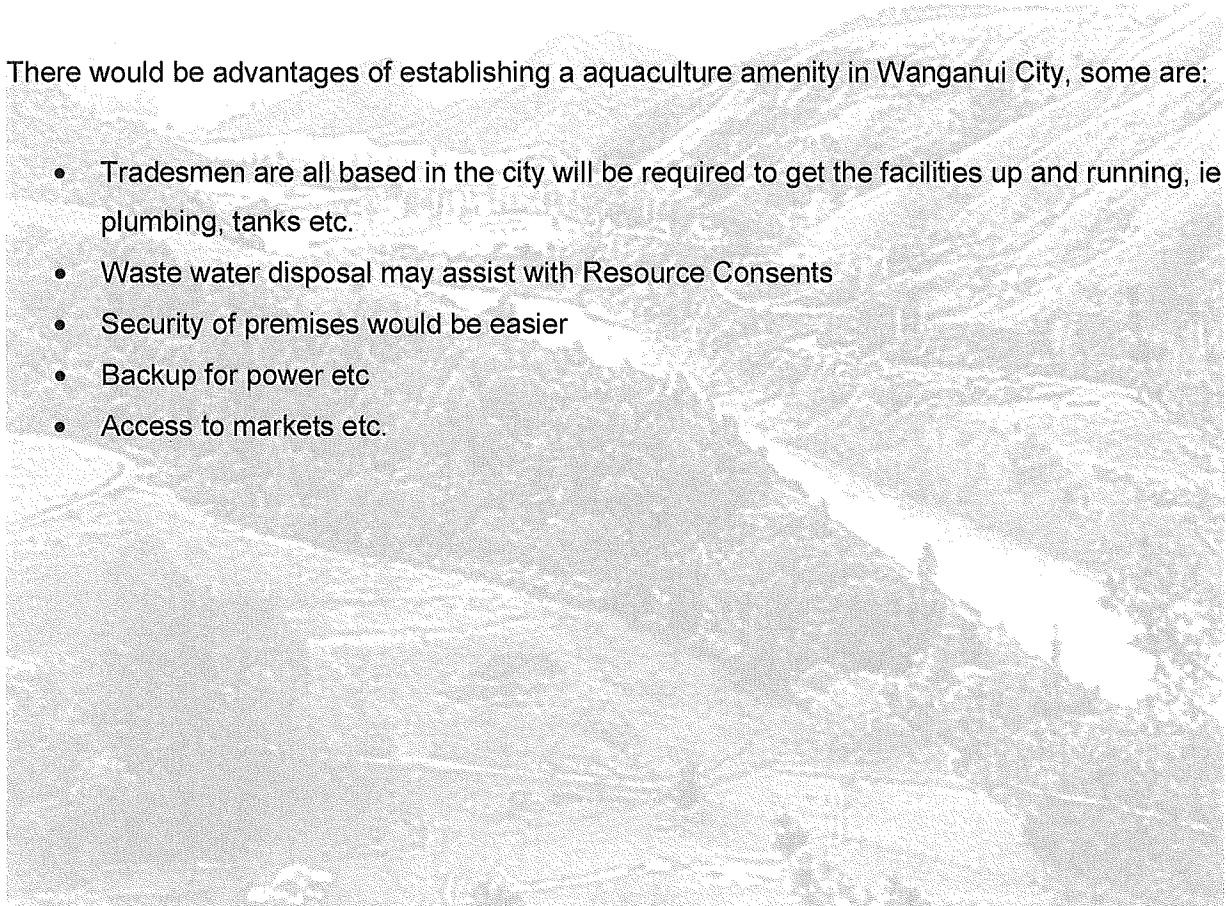 There would be advantages of establishing a aquaculture amenity in Wanganui City, some are:
• Tradesmen are all based in the city will be required to get the facilities up and running, ie
plumbing, tanks etc.
• Waste water disposal may assist with Resource Consents
• Security of premises would be easier
• Backup for power etc
• Access to markets etc.